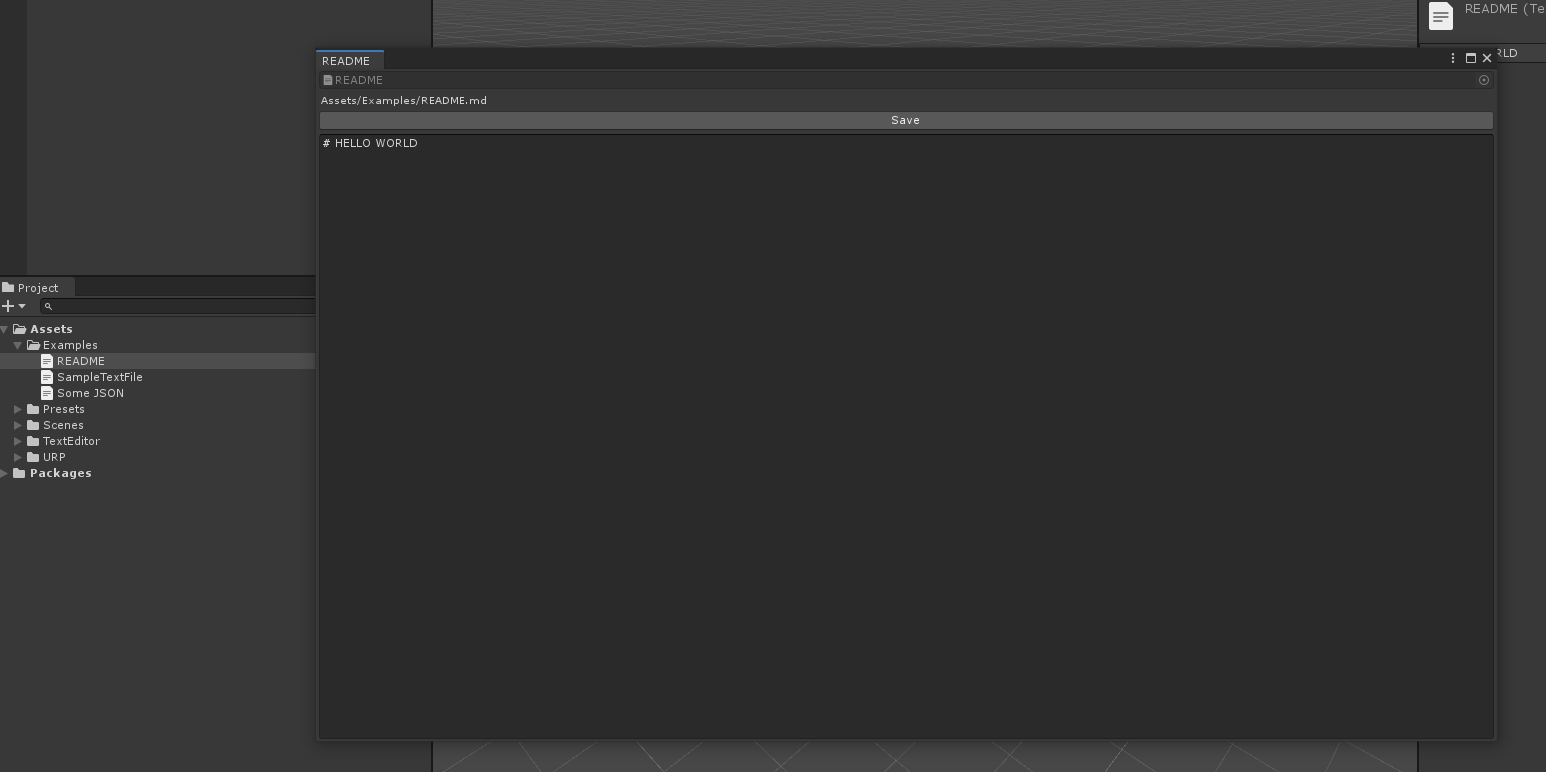 README (Te
README
RLD
README
Assets/Examples/README.md
Save
# HELLO WORLD
Project
Assets
Examples
README
SampleTextFile
Some JSON
Presets
Scenes
TextEditor
URP
Packages